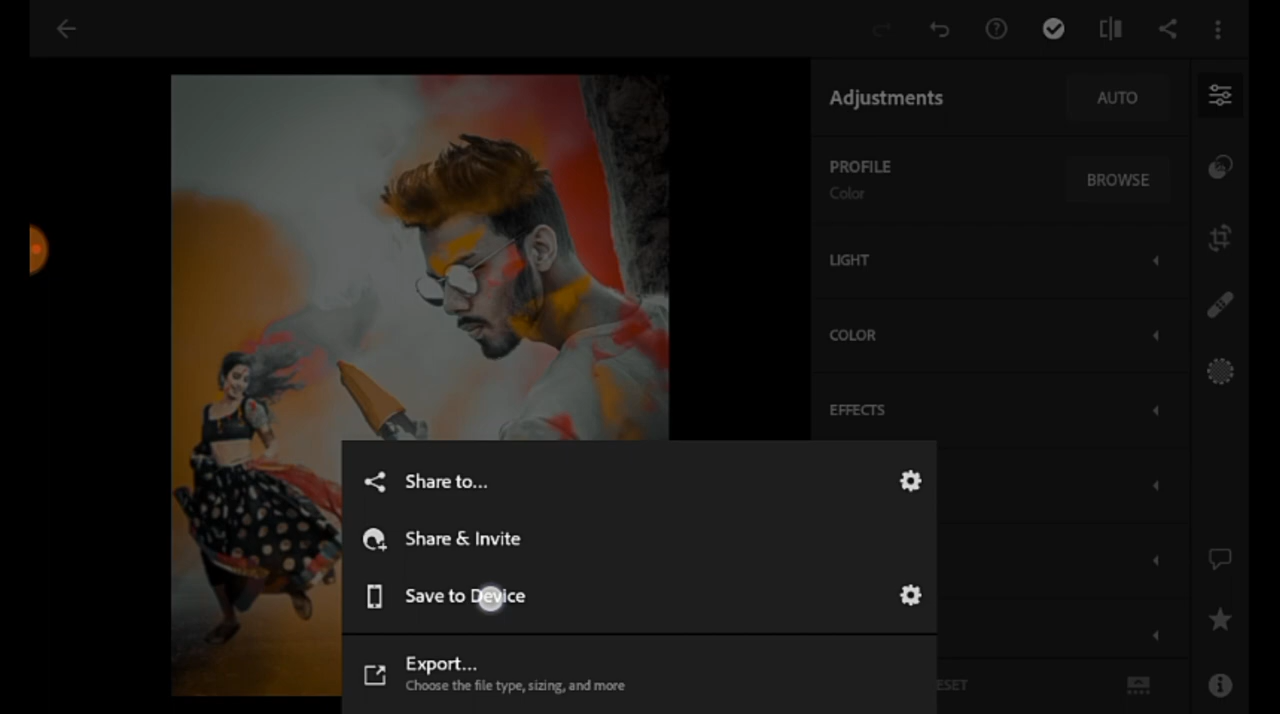 Adjustments
AUTO
PROFILE
Color
BROWSE
LIGHT
COLOR
EFFECTS
Share to...
Share & Invite
Save to Device
Export...
Choose the file type, sizing, and more
ESET